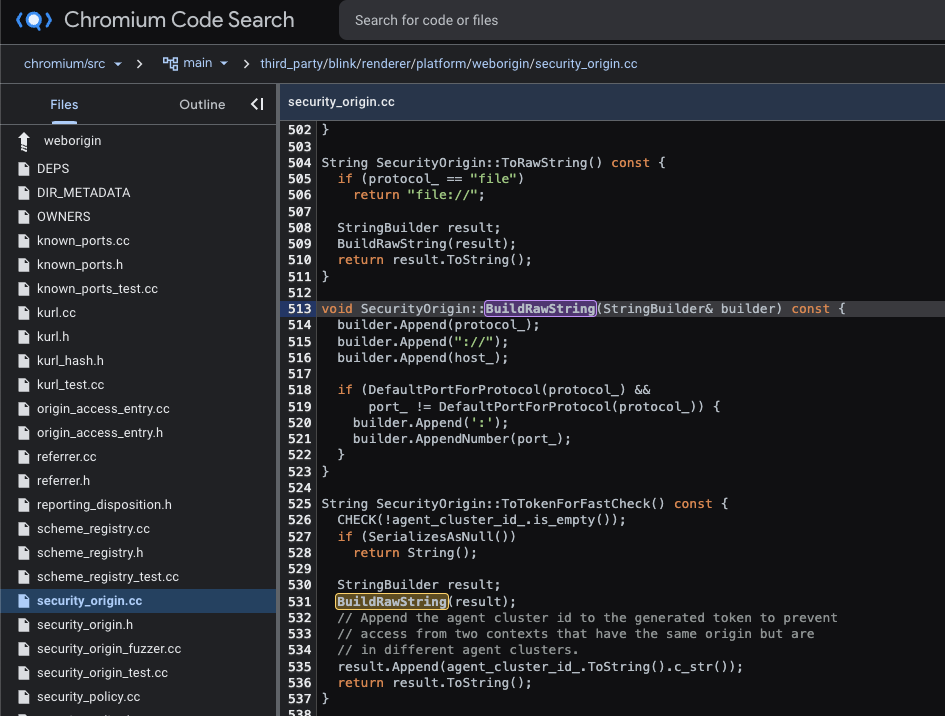 Chromium Code Search
Search for code or files
chromium/src
main
third_party/blink/renderer/platform/weborigin/security_origin.cc
Files
Outline
weborigin
DEPS
DIR_METADATA
OWNERS
known_ports.cc
known_ports.h
known_ports_test.cc
kurl.cc
kurl.h
kurl_hash.h
kurl_test.cc
origin_access_entry.cc
origin_access_entry.h
referrer.cc
referrer.h
reporting_disposition.h
scheme_registry.cc
scheme_registry.h
scheme_registry_test.cc
security_origin.cc
security_origin.h
security_origin_fuzzer.cc
security_origin_test.cc
security_policy.cc
security_origin.cc
502 }
503
504 String SecurityOrigin::ToRawString() const {
505   if (protocol_ == "file")
506     return "file://";
507
508   StringBuilder result;
509   BuildRawString(result);
510   return result.ToString();
511 }
512
513 void SecurityOrigin::BuildRawString(StringBuilder& builder) const {
514   builder.Append(protocol_);
515   builder.Append("://");
516   builder.Append(host_);
517
518   if (DefaultPortForProtocol(protocol_) &&
519       port_ != DefaultPortForProtocol(protocol_)) {
520     builder.Append(':');
521     builder.AppendNumber(port_);
522   }
523 }
524
525 String SecurityOrigin::ToTokenForFastCheck() const {
526   CHECK(!agent_cluster_id_.is_empty());
527   if (SerializesAsNull())
528     return String();
529
530   StringBuilder result;
531   BuildRawString(result);
532   // Append the agent cluster id to the generated token to prevent
533   // access from two contexts that have the same origin but are
534   // in different agent clusters.
535   result.Append(agent_cluster_id_.ToString().c_str());
536   return result.ToString();
537 }
538